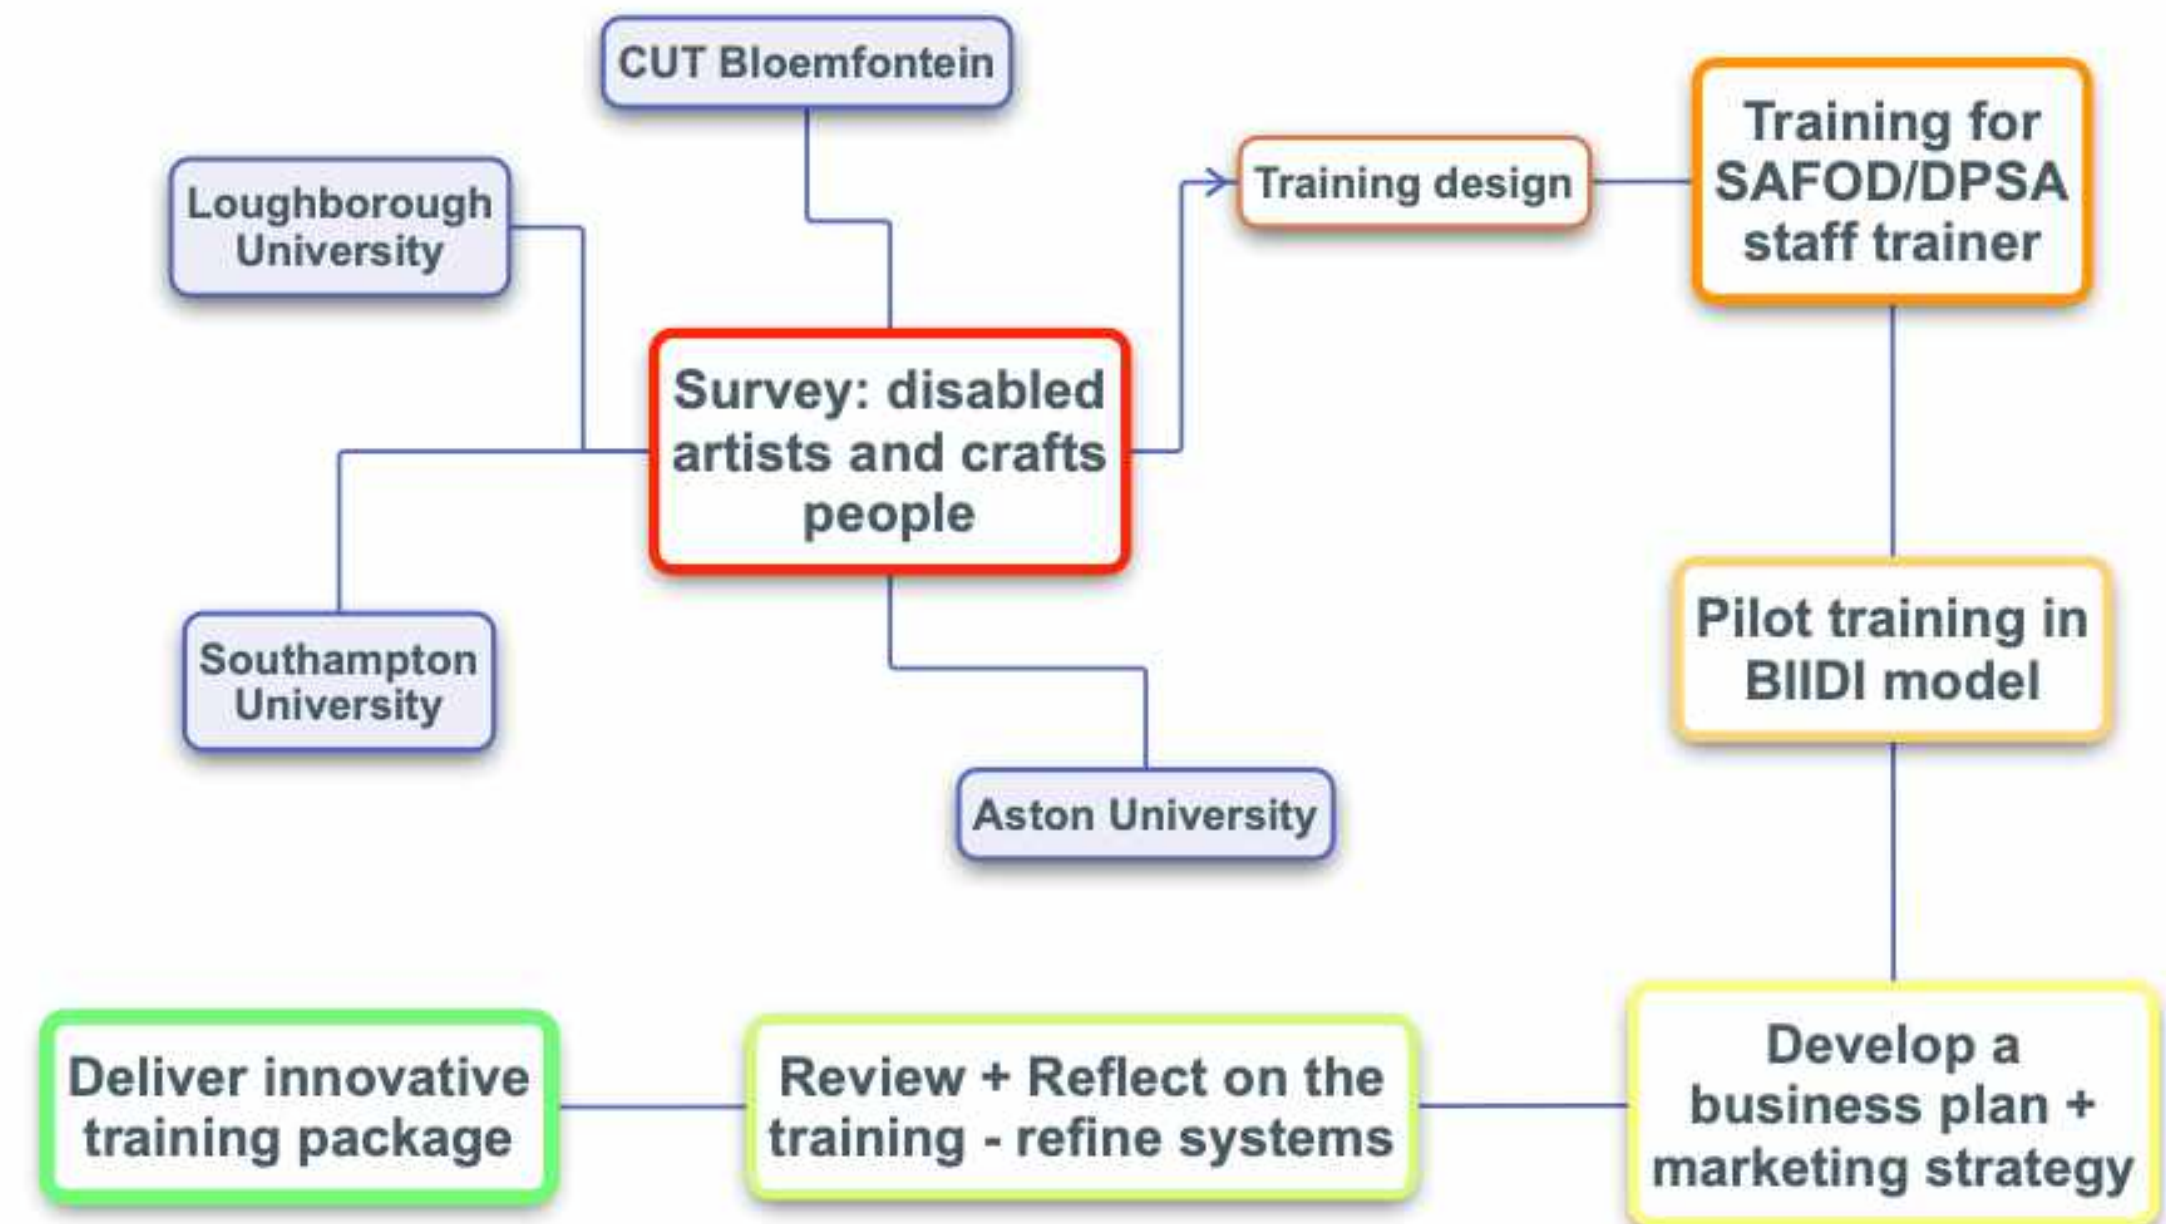 CUT Bloemfontein
Loughborough
University
Training design
Training for
SAFOD/DPSA
staff trainer
Survey: disabled
artists and crafts
people
Southampton
University
Pilot training in
BIIDI model
Aston University
Deliver innovative
training package
Review + Reflect on the
training - refine systems
Develop a
business plan +
marketing strategy